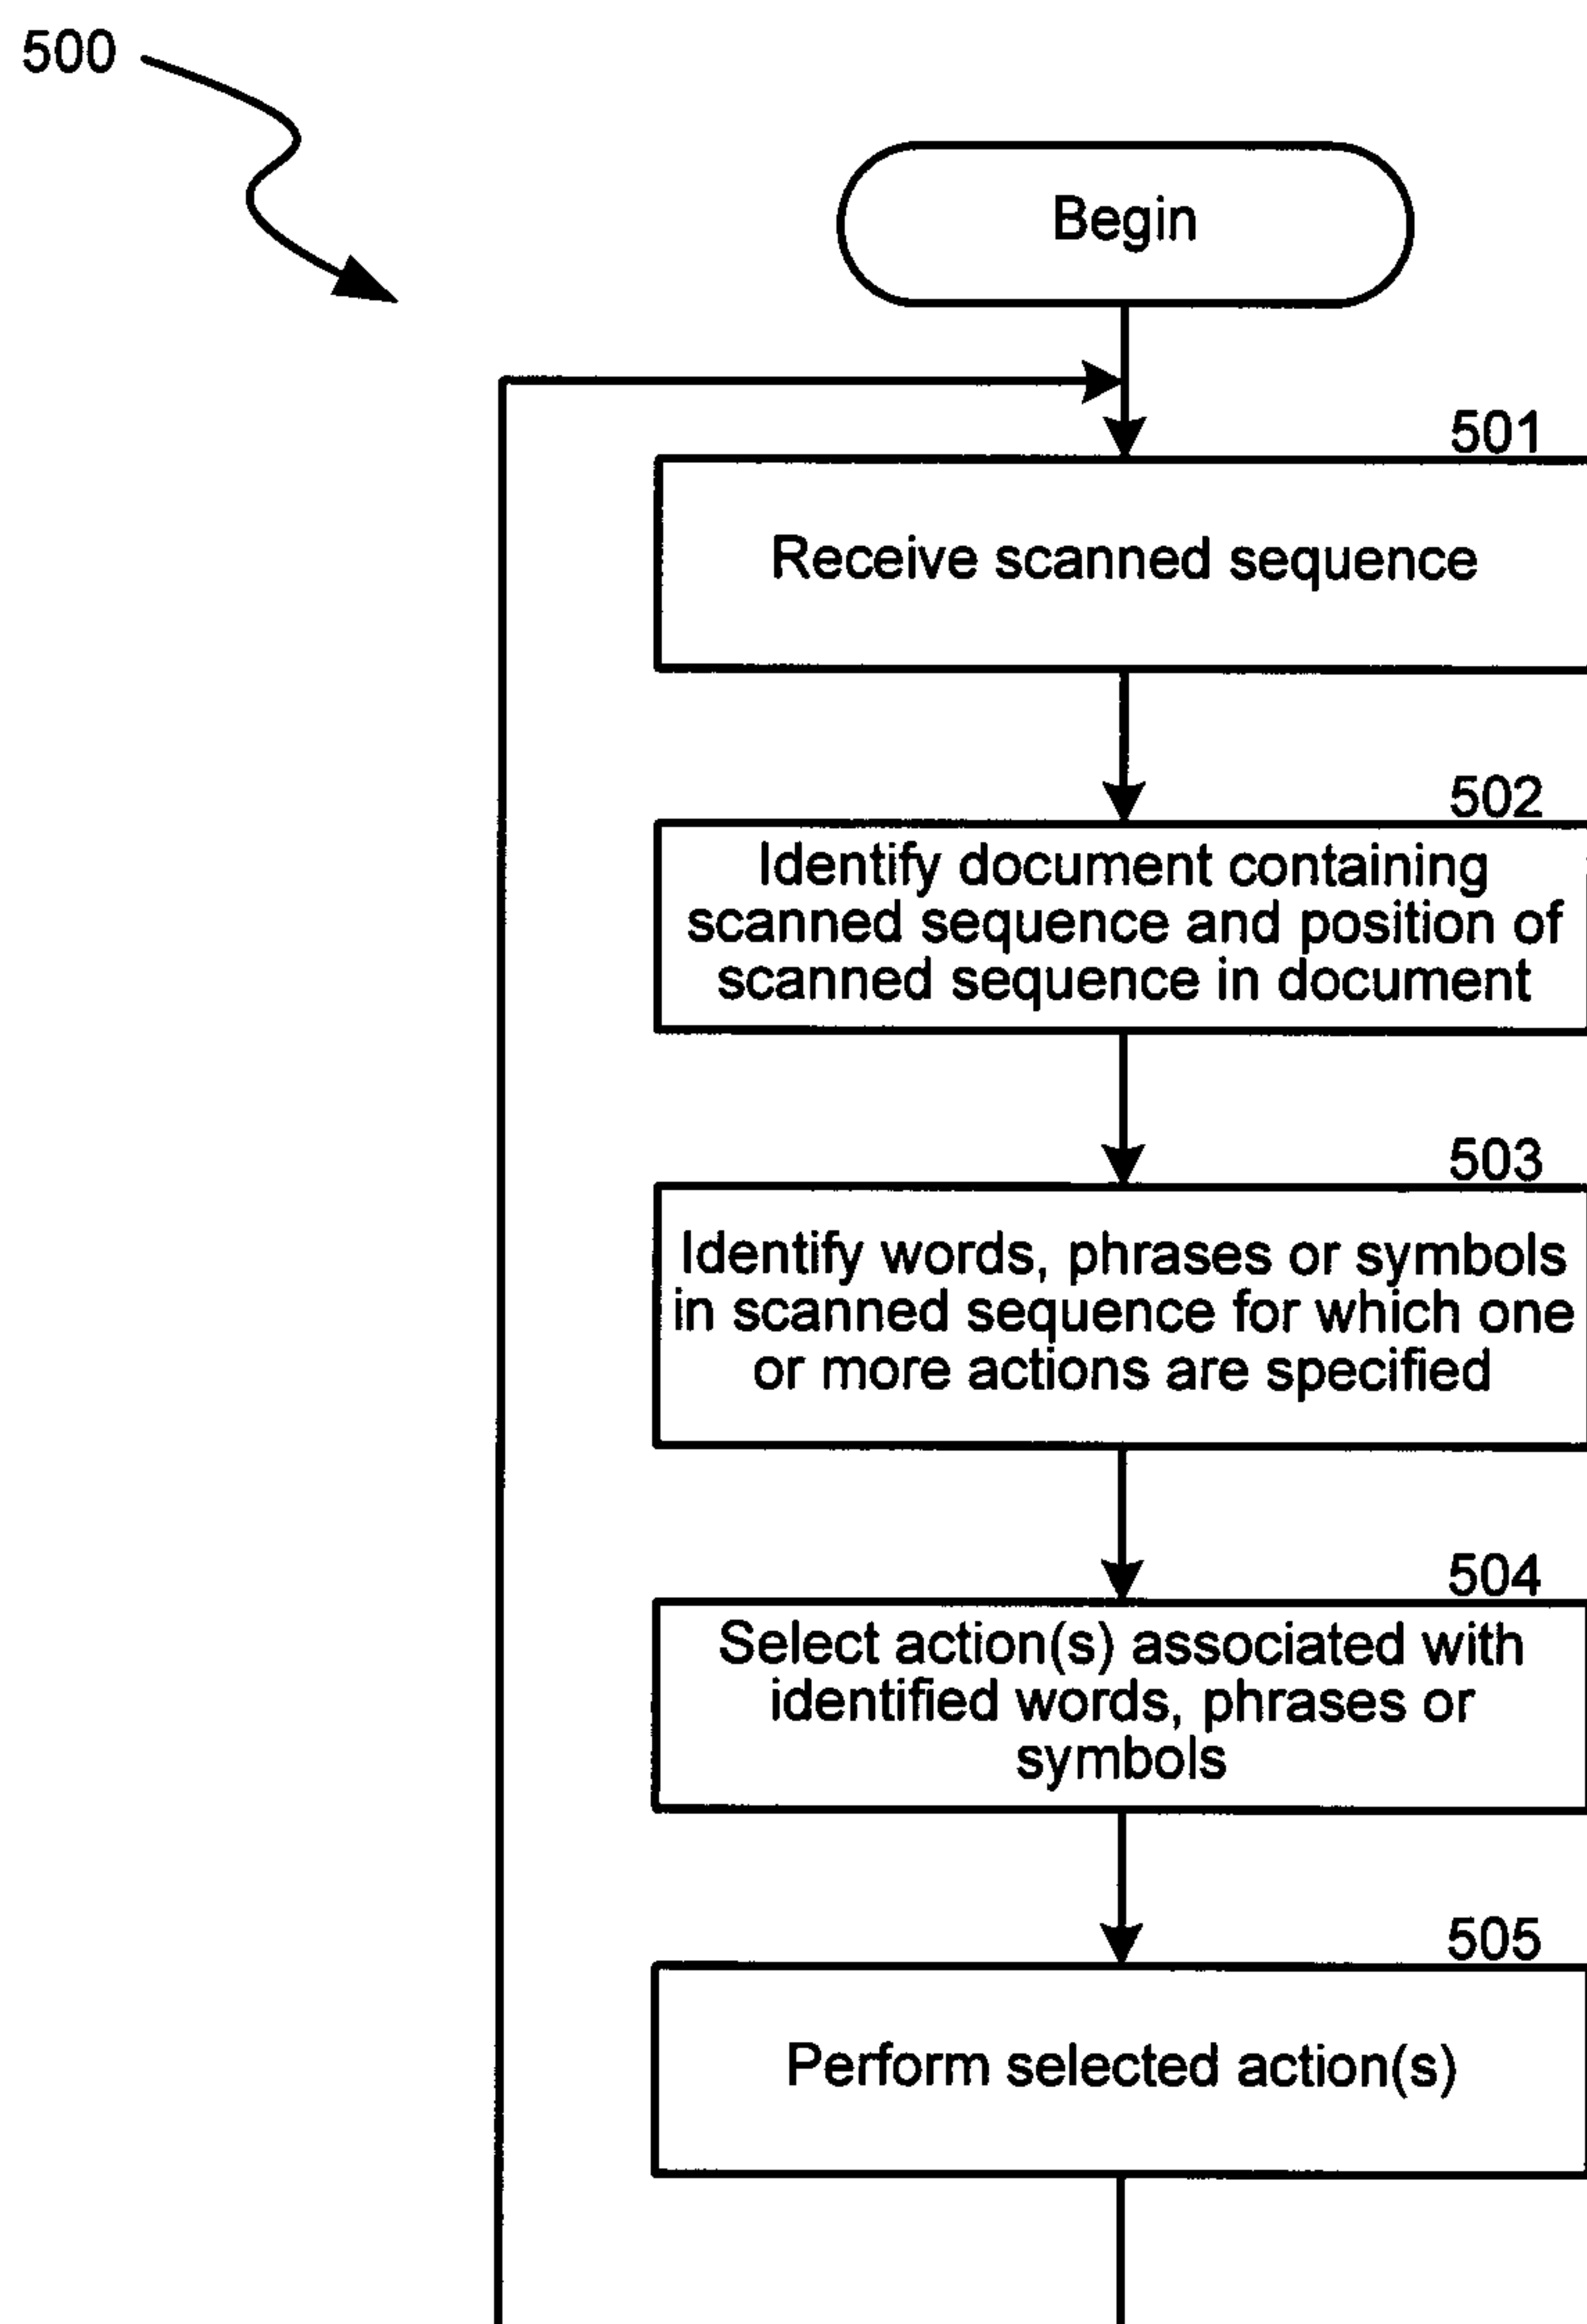 500
Begin
501
Receive scanned sequence
502
Identify document containing
scanned sequence and position of
scanned sequence in document
503
Identify words, phrases or symbols
in scanned sequence for which one
or more actions are specified
504
Select action(s) associated with
identified words, phrases or
symbols
505
Perform selected action(s)